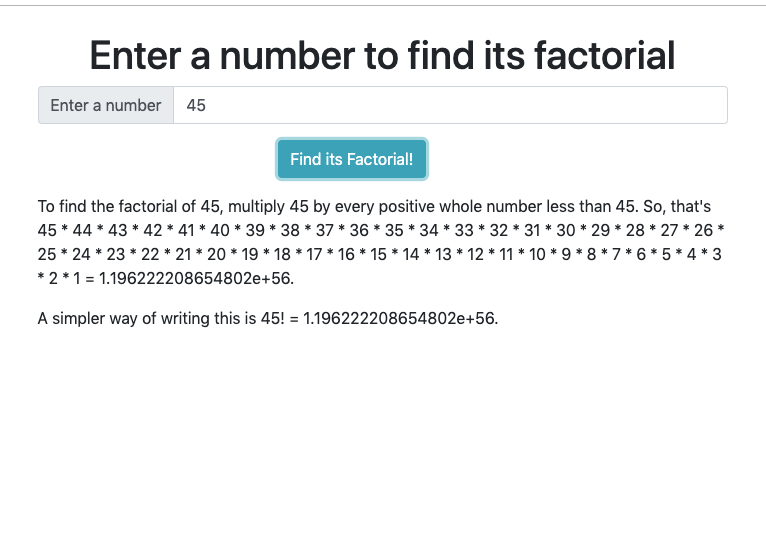 Enter a number to find its factorial
Enter a number 45
Find its Factorial!
To find the factorial of 45, multiply 45 by every positive whole number less than 45. So, that's
45 * 44 * 43 * 42 * 41 * 40 * 39 * 38 * 37 * 36 * 35 * 34 * 33 * 32 * 31 * 30 * 29 * 28 * 27 * 26 *
25 * 24 * 23 * 22 * 21 * 20 * 19 * 18 * 17 * 16 * 15 * 14 * 13 * 12 * 11 * 10 * 9 * 8 * 7 * 6 * 5 * 4 * 3
* 2 * 1 = 1.196222208654802e+56.
A simpler way of writing this is 45! = 1.196222208654802e+56.